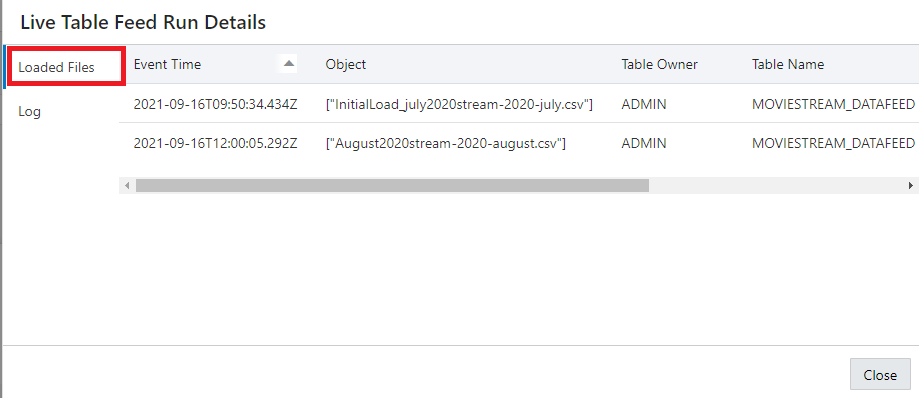 Live Table Feed Run Details
Loaded Files
Log
Event Time Object Table Owner Table Name
2021-09-16T09:50:34.434Z ["InitialLoad_july2020stream-2020-july.csv"] ADMIN MOVIESTREAM_DATAFEED
2021-09-16T12:00:05.292Z ["August2020stream-2020-august.csv"] ADMIN MOVIESTREAM_DATAFEED
Close